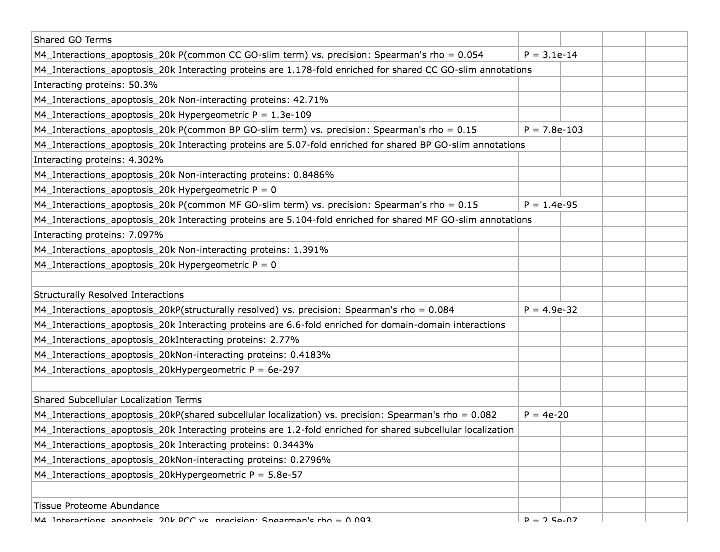 Shared GO Terms
M4_Interactions_apoptosis_20k P(common CC GO-slim term) vs. precision: Spearman's rho = 0.054 P = 3.1e-14
M4_Interactions_apoptosis_20k Interacting proteins are 1.178-fold enriched for shared CC GO-slim annotations
Interacting proteins: 50.3%
M4_Interactions_apoptosis_20k Non-interacting proteins: 42.71%
M4_Interactions_apoptosis_20k Hypergeometric P = 1.3e-109
M4_Interactions_apoptosis_20k P(common BP GO-slim term) vs. precision: Spearman's rho = 0.15 P = 7.8e-103
M4_Interactions_apoptosis_20k Interacting proteins are 5.07-fold enriched for shared BP GO-slim annotations
Interacting proteins: 4.302%
M4_Interactions_apoptosis_20k Non-interacting proteins: 0.8486%
M4_Interactions_apoptosis_20k Hypergeometric P = 0
M4_Interactions_apoptosis_20k P(common MF GO-slim term) vs. precision: Spearman's rho = 0.15 P = 1.4e-95
M4_Interactions_apoptosis_20k Interacting proteins are 5.104-fold enriched for shared MF GO-slim annotations
Interacting proteins: 7.097%
M4_Interactions_apoptosis_20k Non-interacting proteins: 1.391%
M4_Interactions_apoptosis_20k Hypergeometric P = 0
Structurally Resolved Interactions
M4_Interactions_apoptosis_20kP(structurally resolved) vs. precision: Spearman's rho = 0.084 P = 4.9e-32
M4_Interactions_apoptosis_20k Interacting proteins are 6.6-fold enriched for domain-domain interactions
M4_Interactions_apoptosis_20kInteracting proteins: 2.77%
M4_Interactions_apoptosis_20kNon-interacting proteins: 0.4183%
M4_Interactions_apoptosis_20kHypergeometric P = 6e-297
Shared Subcellular Localization Terms
M4_Interactions_apoptosis_20kP(shared subcellular localization) vs. precision: Spearman's rho = 0.082 P = 4e-20
M4_Interactions_apoptosis_20k Interacting proteins are 1.2-fold enriched for shared subcellular localization
M4_Interactions_apoptosis_20k Interacting proteins: 0.3443%
M4_Interactions_apoptosis_20kNon-interacting proteins: 0.2796%
M4_Interactions_apoptosis_20kHypergeometric P = 5.8e-57
Tissue Proteome Abundance
M4_Interactions_apoptosis_20k PCC vs. precision: Spearman's rho = 0.093 P = 2.5e-07